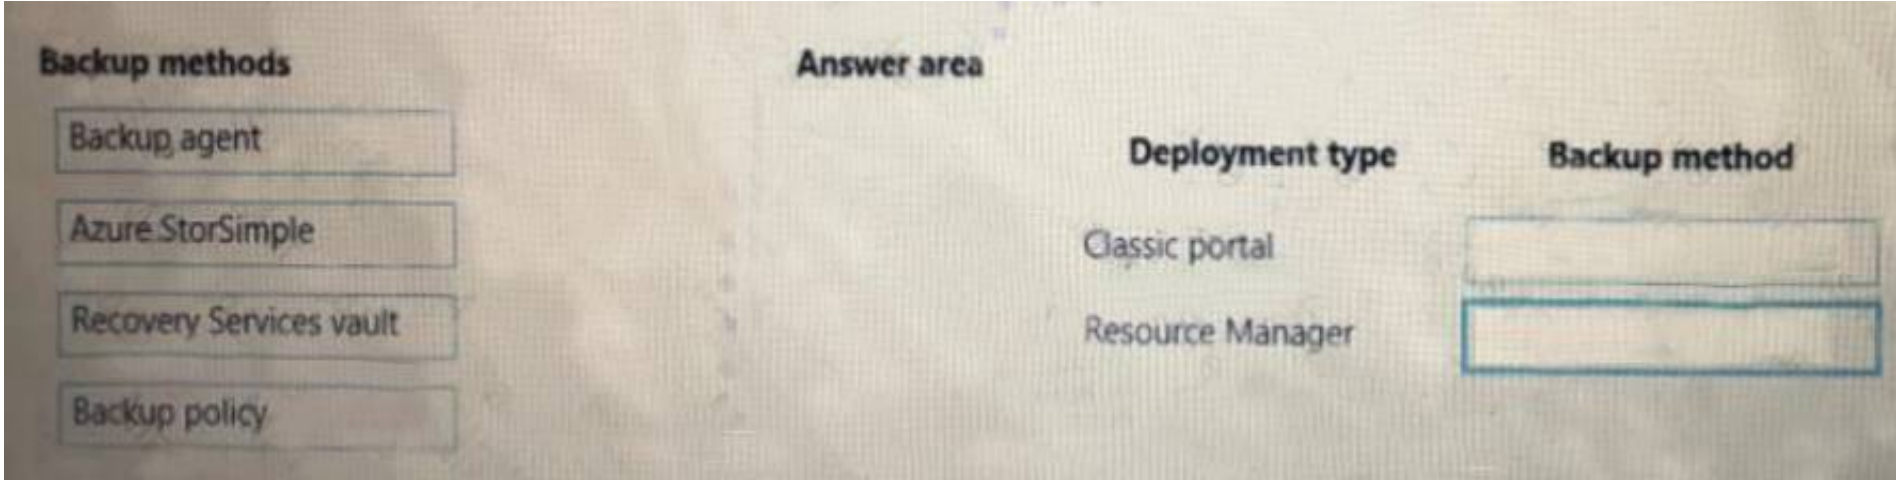 Backup methods
Answer area
Backup agent
Azure StorSimple
Recovery Services vault
Backup policy
Deployment type
Backup method
Classic portal
Resource Manager